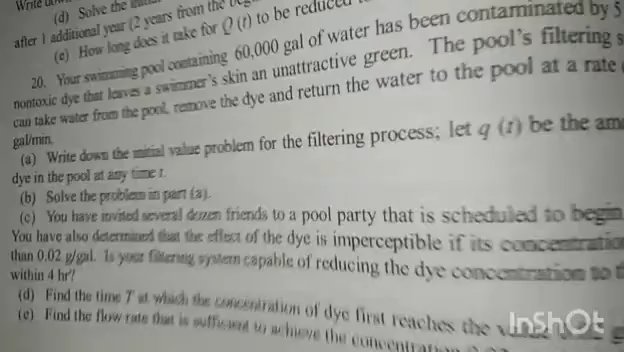 (d) Solve the
after 1 additional year (2 years from the
(e) How long does it take for Q (t) to be reduced
20. Your swimming pool containing 60,000 gal of water has been contaminated by 5
nontoxic dye that leaves a swimmer's skin an unattractive green. The pool's filtering s
can take water from the pool, remove the dye and return the water to the pool at a rate
gal/min.
(a) Write down the initial value problem for the filtering process; let q (t) be the am
dye in the pool at any time t.
(b) Solve the problem in part (a).
(c) You have invited several dozen friends to a pool party that is scheduled to begin
You have also determined that the effect of the dye is imperceptible if its concentration
than 0.02 g/gal. Is your filtering system capable of reducing the dye concentration to t
within 4 hr?
(d) Find the time T at which the concentration of dye first reaches the value
(e) Find the flow rate that is sufficient to achieve the concentration
InShOt